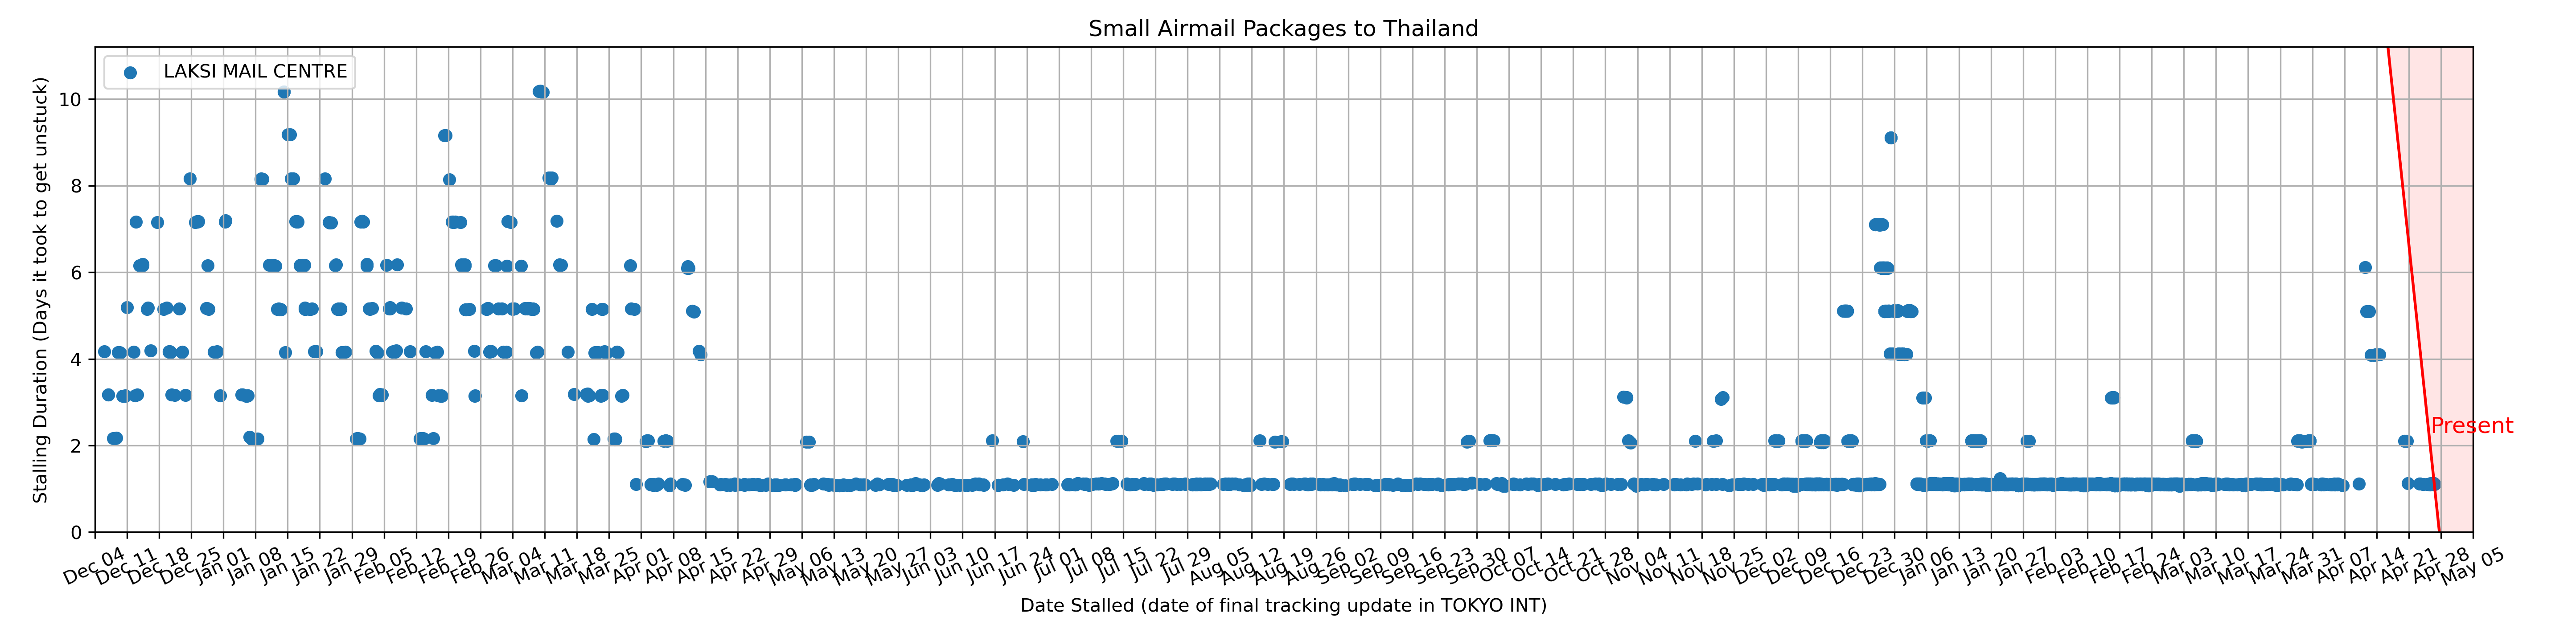 Small Airmail Packages to Thailand
LAKSI MAIL CENTRE
Stalling Duration (Days it took to get unstuck)
10
8
6
4
2
0
Present
Dec 04
Dec 11
Dec 18
Dec 25
Jan 01
Jan 08
Jan 15
Jan 22
Jan 29
Feb 05
Feb 12
Feb 19
Feb 26
Mar 04
Mar 11
Mar 18
Mar 25
Apr 01
Apr 08
Apr 15
Apr 22
Apr 29
May 06
May 13
May 20
May 27
Jun 03
Jun 10
Jun 17
Jun 24
Jul 01
Jul 08
Jul 15
Jul 22
Jul 29
Aug 05
Aug 12
Aug 19
Aug 26
Sep 02
Sep 09
Sep 16
Sep 23
Sep 30
Oct 07
Oct 14
Oct 21
Oct 28
Nov 04
Nov 11
Nov 18
Nov 25
Dec 02
Dec 09
Dec 16
Dec 23
Dec 30
Jan 06
Jan 13
Jan 20
Jan 27
Feb 03
Feb 10
Feb 17
Feb 24
Mar 03
Mar 10
Mar 17
Mar 24
Mar 31
Apr 07
Apr 14
Apr 21
Apr 28
May 05
Date Stalled (date of final tracking update in TOKYO INT)